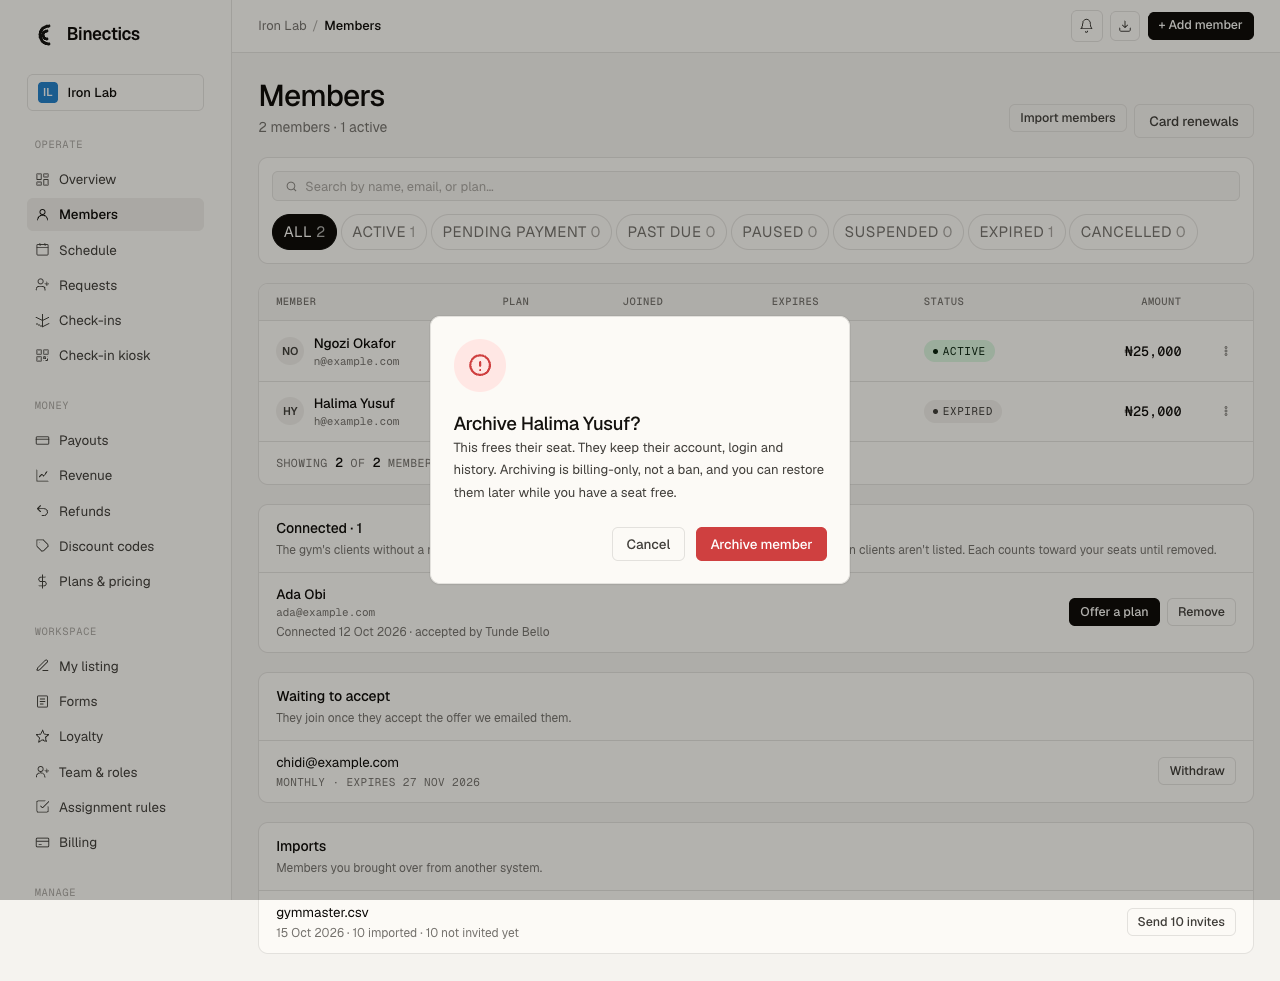 Binectics
IL Iron Lab
OPERATE
Overview
Members
Schedule
Requests
Check-ins
Check-in kiosk
MONEY
Payouts
Revenue
Refunds
Discount codes
Plans & pricing
WORKSPACE
My listing
Forms
Loyalty
Team & roles
Assignment rules
Billing
MANAGE
Iron Lab / Members
+ Add member
Members
2 members · 1 active
Import members
Card renewals
Search by name, email, or plan...
ALL 2 ACTIVE 1 PENDING PAYMENT 0 PAST DUE 0 PAUSED 0 SUSPENDED 0 EXPIRED 1 CANCELLED 0
MEMBER PLAN JOINED EXPIRES STATUS AMOUNT
NO Ngozi Okafor ACTIVE ₦25,000
n@example.com
HY Halima Yusuf EXPIRED ₦25,000
h@example.com
SHOWING 2 OF 2 MEMBER
Archive Halima Yusuf?
This frees their seat. They keep their account, login and
history. Archiving is billing-only, not a ban, and you can restore
them later while you have a seat free.
Cancel
Archive member
Connected · 1
The gym's clients without a n clients aren't listed. Each counts toward your seats until removed.
Ada Obi
ada@example.com
Connected 12 Oct 2026 · accepted by Tunde Bello
Offer a plan
Remove
Waiting to accept
They join once they accept the offer we emailed them.
chidi@example.com
MONTHLY · EXPIRES 27 NOV 2026
Withdraw
Imports
Members you brought over from another system.
gymmaster.csv
15 Oct 2026 · 10 imported · 10 not invited yet
Send 10 invites